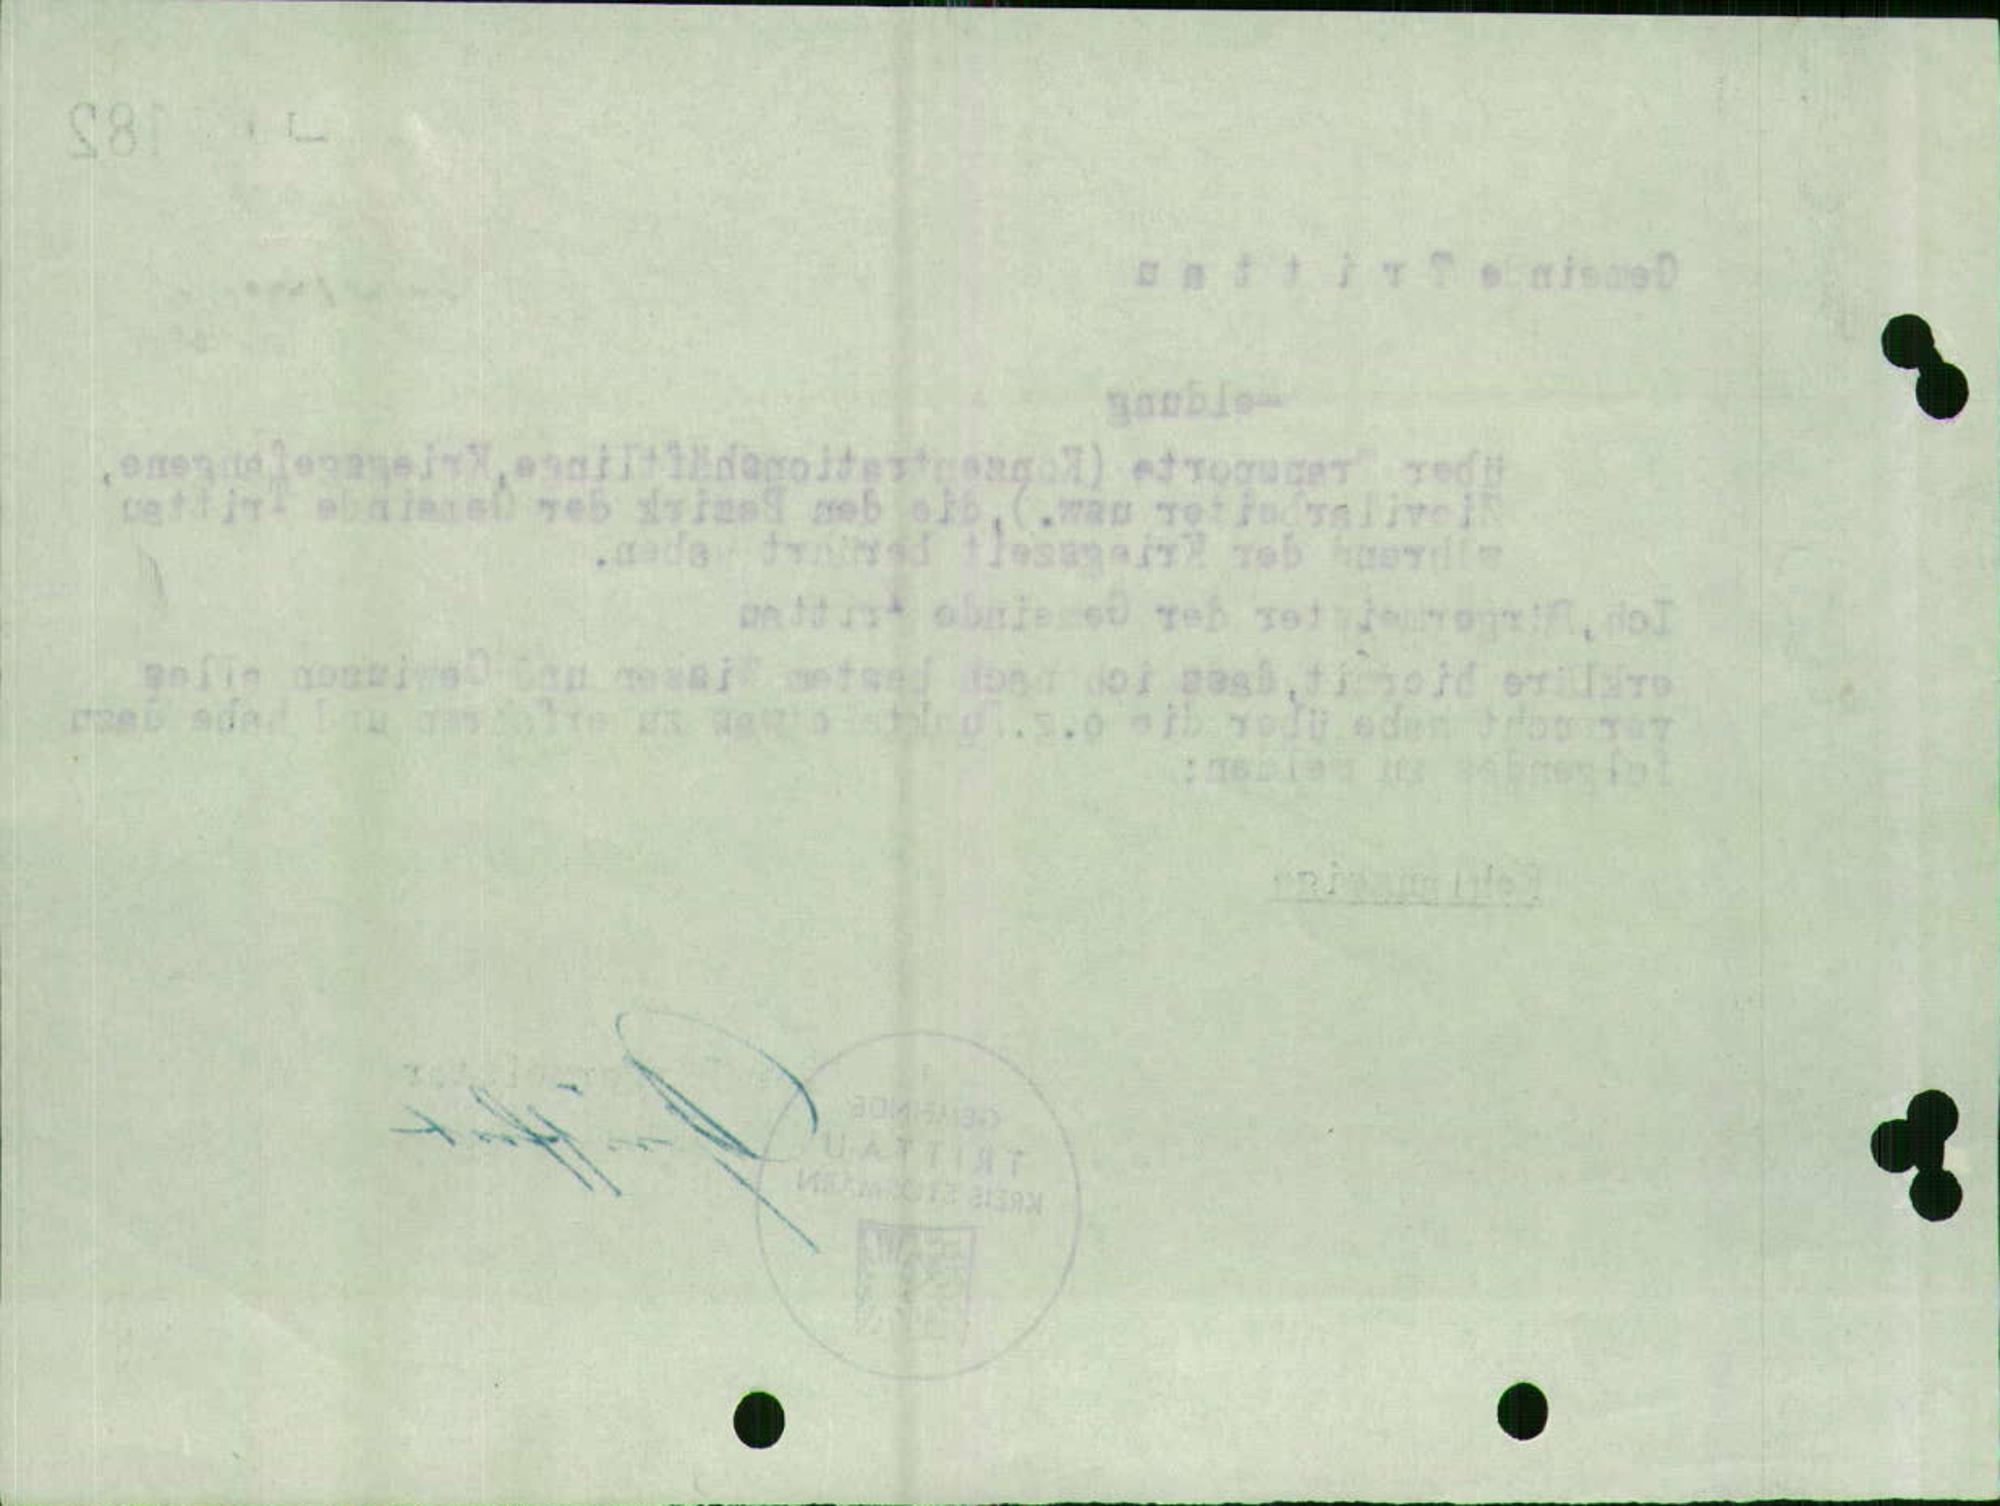 182
Gemeinde T r i t t a u
Meldung
über Transporte (Konzentrationshäftlinge,Kriegsgefangene,
Zivilarbeiter usw.),die den Bezirk der Gemeinde Trittau
während der Kriegszeit berührt haben.
Ich,Bürgermeister der Gemeinde Trittau
erkläre hiermit,dass ich nach bestem Wissen und Gewissen alles
versucht habe über die o.g.Punkte etwas zu erfahren und habe dazu
folgendes zu melden:
Fehlanzeige
GEMEINDE
TRITTAU
KREIS STORMARN